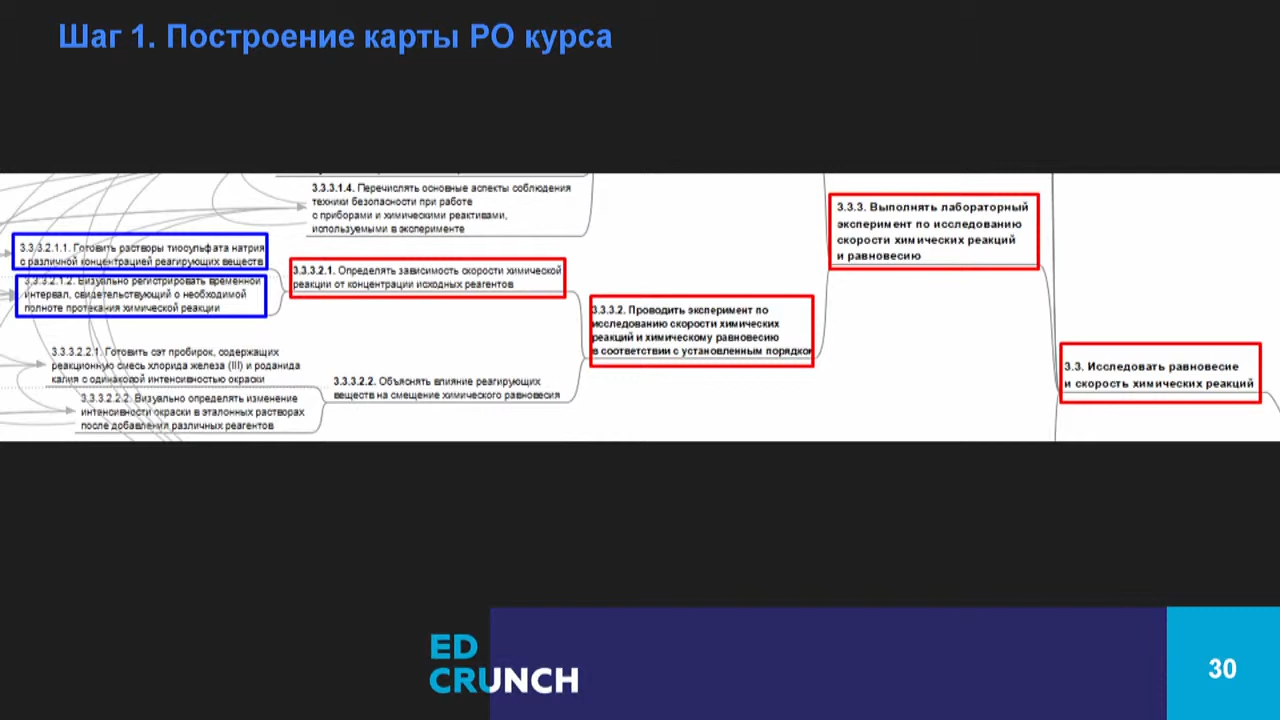 Шаг 1. Построение карты РО курса
3.3.3.1.4. Перечислять основные аспекты соблюдения
техники безопасности при работе
с приборами и химическими реактивами,
используемыми в эксперименте
3.3.3.2.1.1. Готовить растворы тиосульфата натрия
с различной концентрацией реагирующих веществ
3.3.3.2.1.2. Визуально регистрировать временной
интервал, свидетельствующий о необходимой
полноте протекания химической реакции
3.3.3.2.1. Определять зависимость скорости химической
реакции от концентрации исходных реагентов
3.3.3.2.2.1. Готовить сэт пробирок, содержащих
реакционную смесь хлорида железа (III) и роданида
калия с одинаковой интенсивностью окраски
3.3.3.2.2.2. Визуально определять изменение
интенсивности окраски в эталонных растворах
после добавления различных реагентов
3.3.3.2.2. Объяснять влияние реагирующих
веществ на смещение химического равновесия
3.3.3.2. Проводить эксперимент по
исследованию скорости химических
реакций и химическому равновесию
в соответствии с установленным порядком
3.3.3. Выполнять лабораторный
эксперимент по исследованию
скорости химических реакций
и равновесию
3.3. Исследовать равновесие
и скорость химических реакций
ED
CRUNCH
30